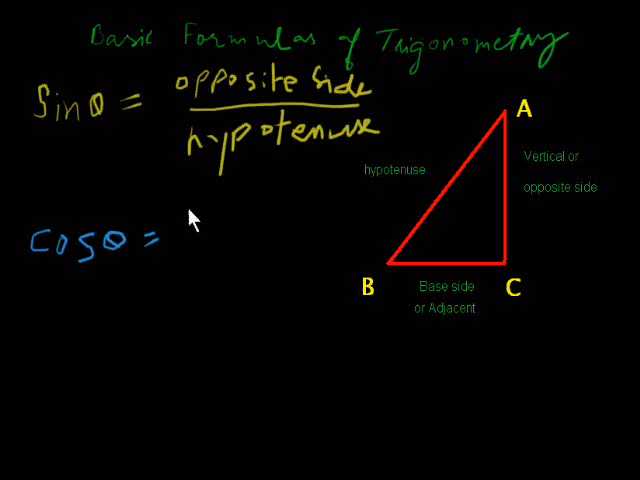 Basic Formulas of Trigonometry
Sinθ = opposite side
hypotenuse
A
hypotenuse
Vertical or
opposite side
cosθ =
B
C
Base side
or Adjacent